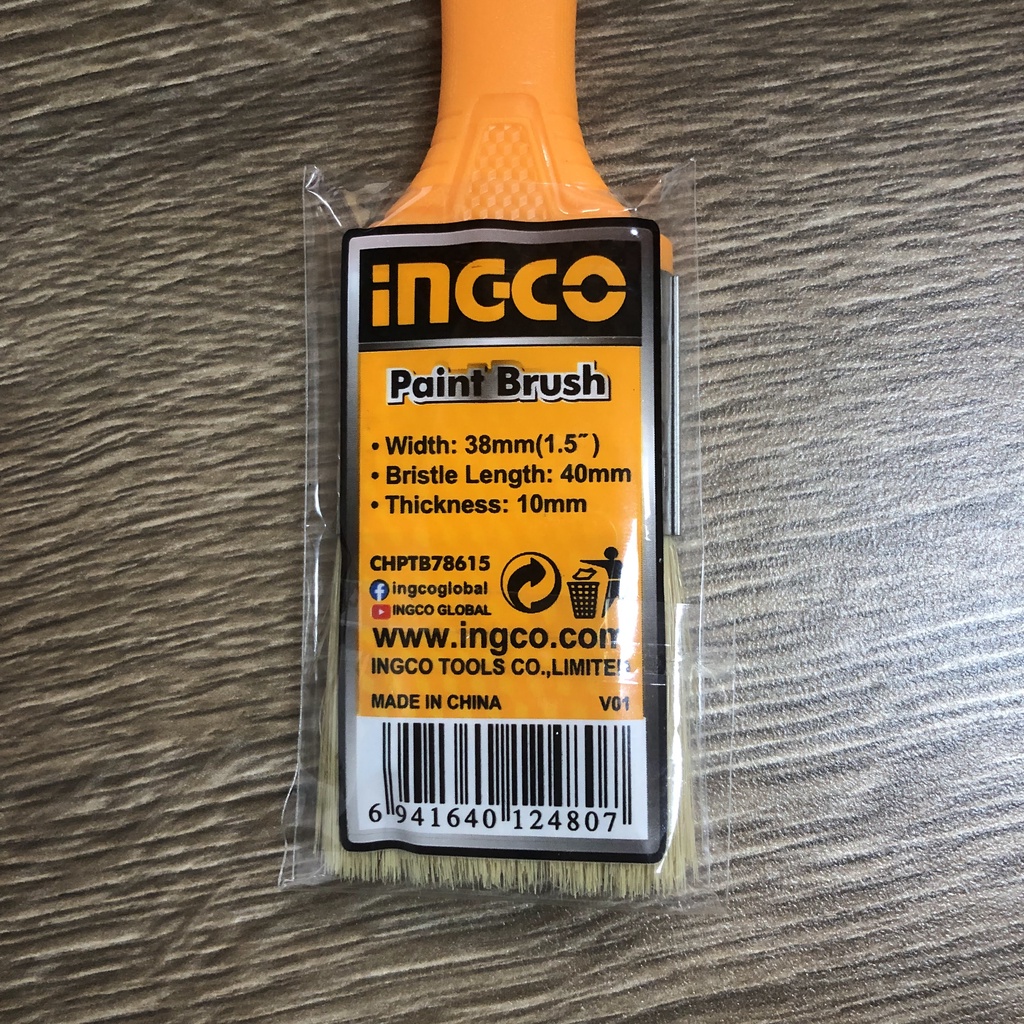 INGCO
Paint Brush
• Width: 38mm(1.5˝)
• Bristle Length: 40mm
• Thickness: 10mm
CHPTB78615
ingcoglobal
INGCO GLOBAL
www.ingco.com
INGCO TOOLS CO.,LIMITED
MADE IN CHINA V01
6 941640 124807